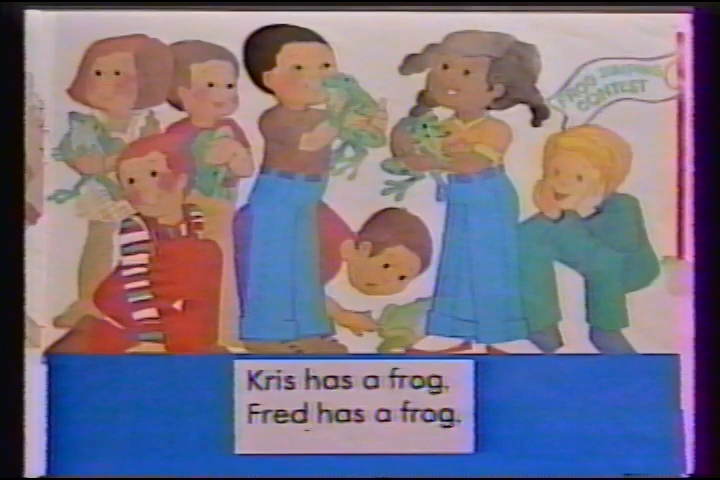 FROG JUMPING
CONTEST
Kris has a frog.
Fred has a frog.